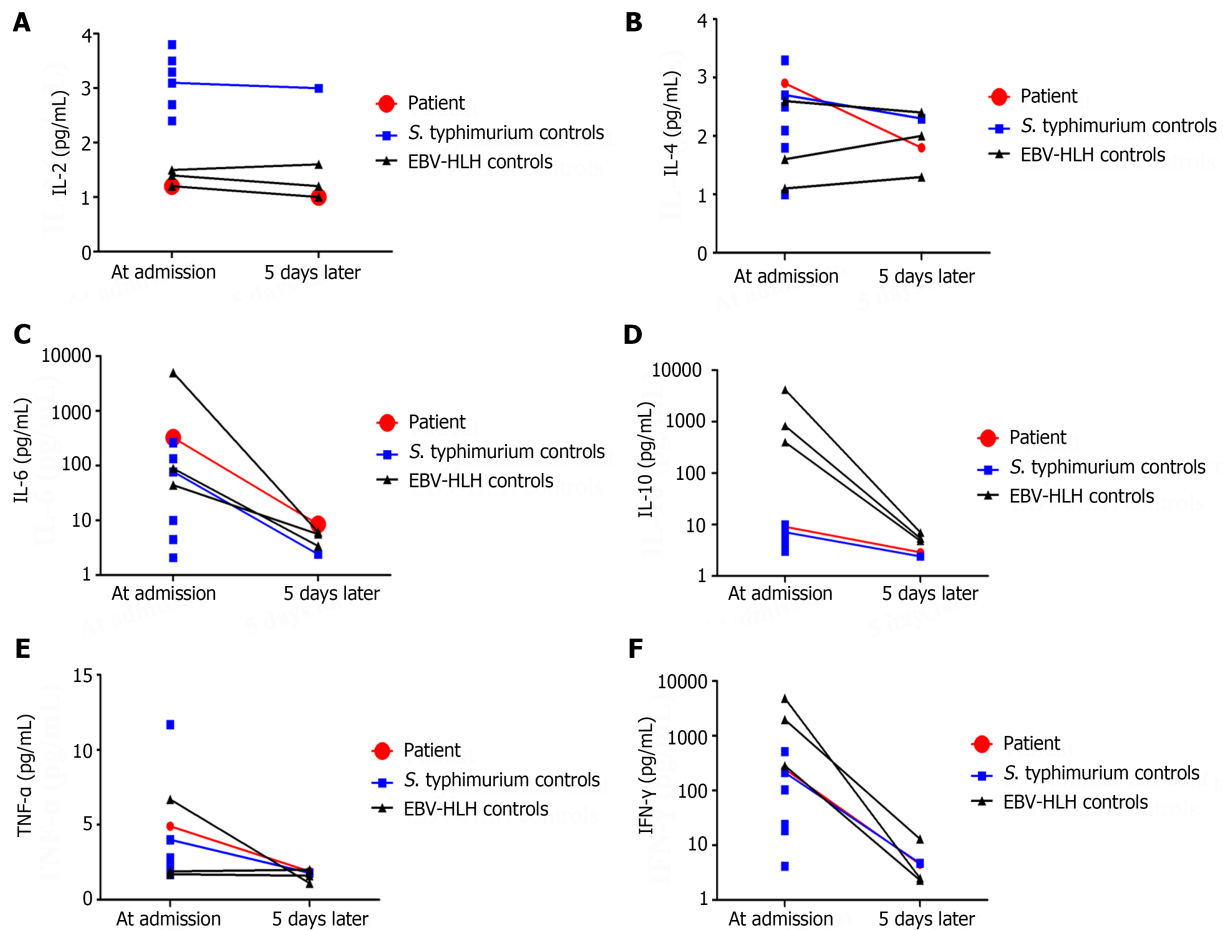 A
4
3
2
1
0
IL-2 (pg/mL)
At admission
5 days later
Patient
S. typhimurium controls
EBV-HLH controls
B
4
3
2
1
0
IL-4 (pg/mL)
At admission
5 days later
Patient
S. typhimurium controls
EBV-HLH controls
C
10000
1000
100
10
1
IL-6 (pg/mL)
At admission
5 days later
Patient
S. typhimurium controls
EBV-HLH controls
D
10000
1000
100
10
1
IL-10 (pg/mL)
At admission
5 days later
Patient
S. typhimurium controls
EBV-HLH controls
E
15
10
5
0
TNF-α (pg/mL)
At admission
5 days later
Patient
S. typhimurium controls
EBV-HLH controls
F
10000
1000
100
10
1
IFN-γ (pg/mL)
At admission
5 days later
Patient
S. typhimurium controls
EBV-HLH controls